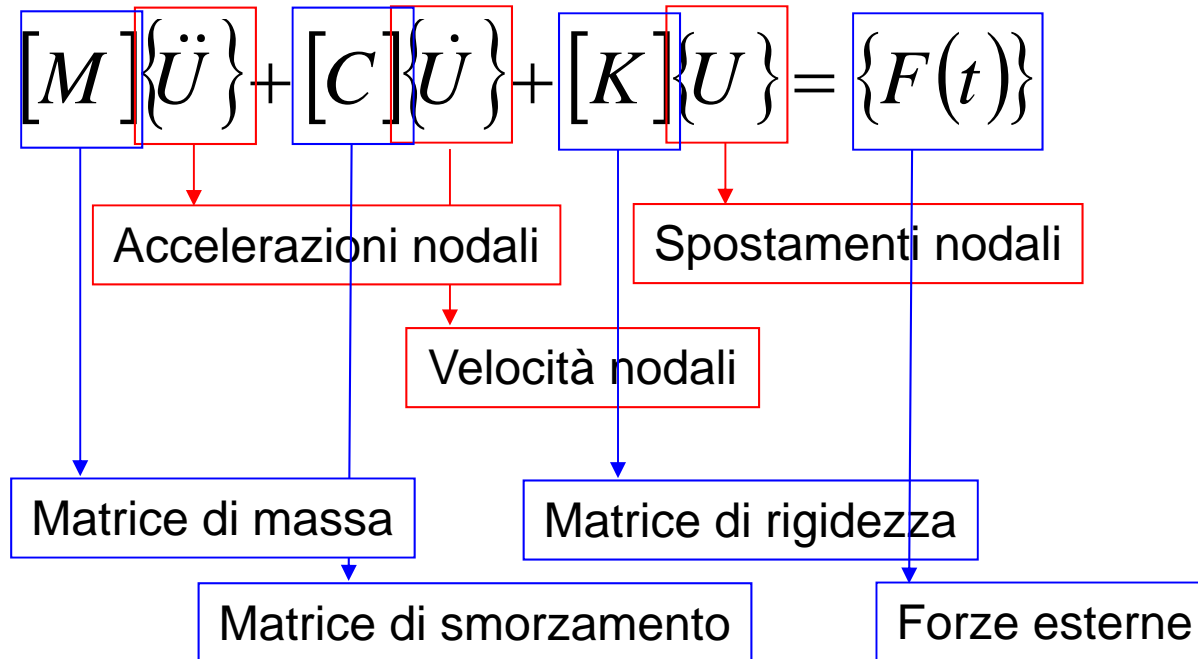 [M]{Ü}+[C]{U̇}+[K]{U}={F(t)}
Accelerazioni nodali
Spostamenti nodali
Velocità nodali
Matrice di massa
Matrice di rigidezza
Matrice di smorzamento
Forze esterne